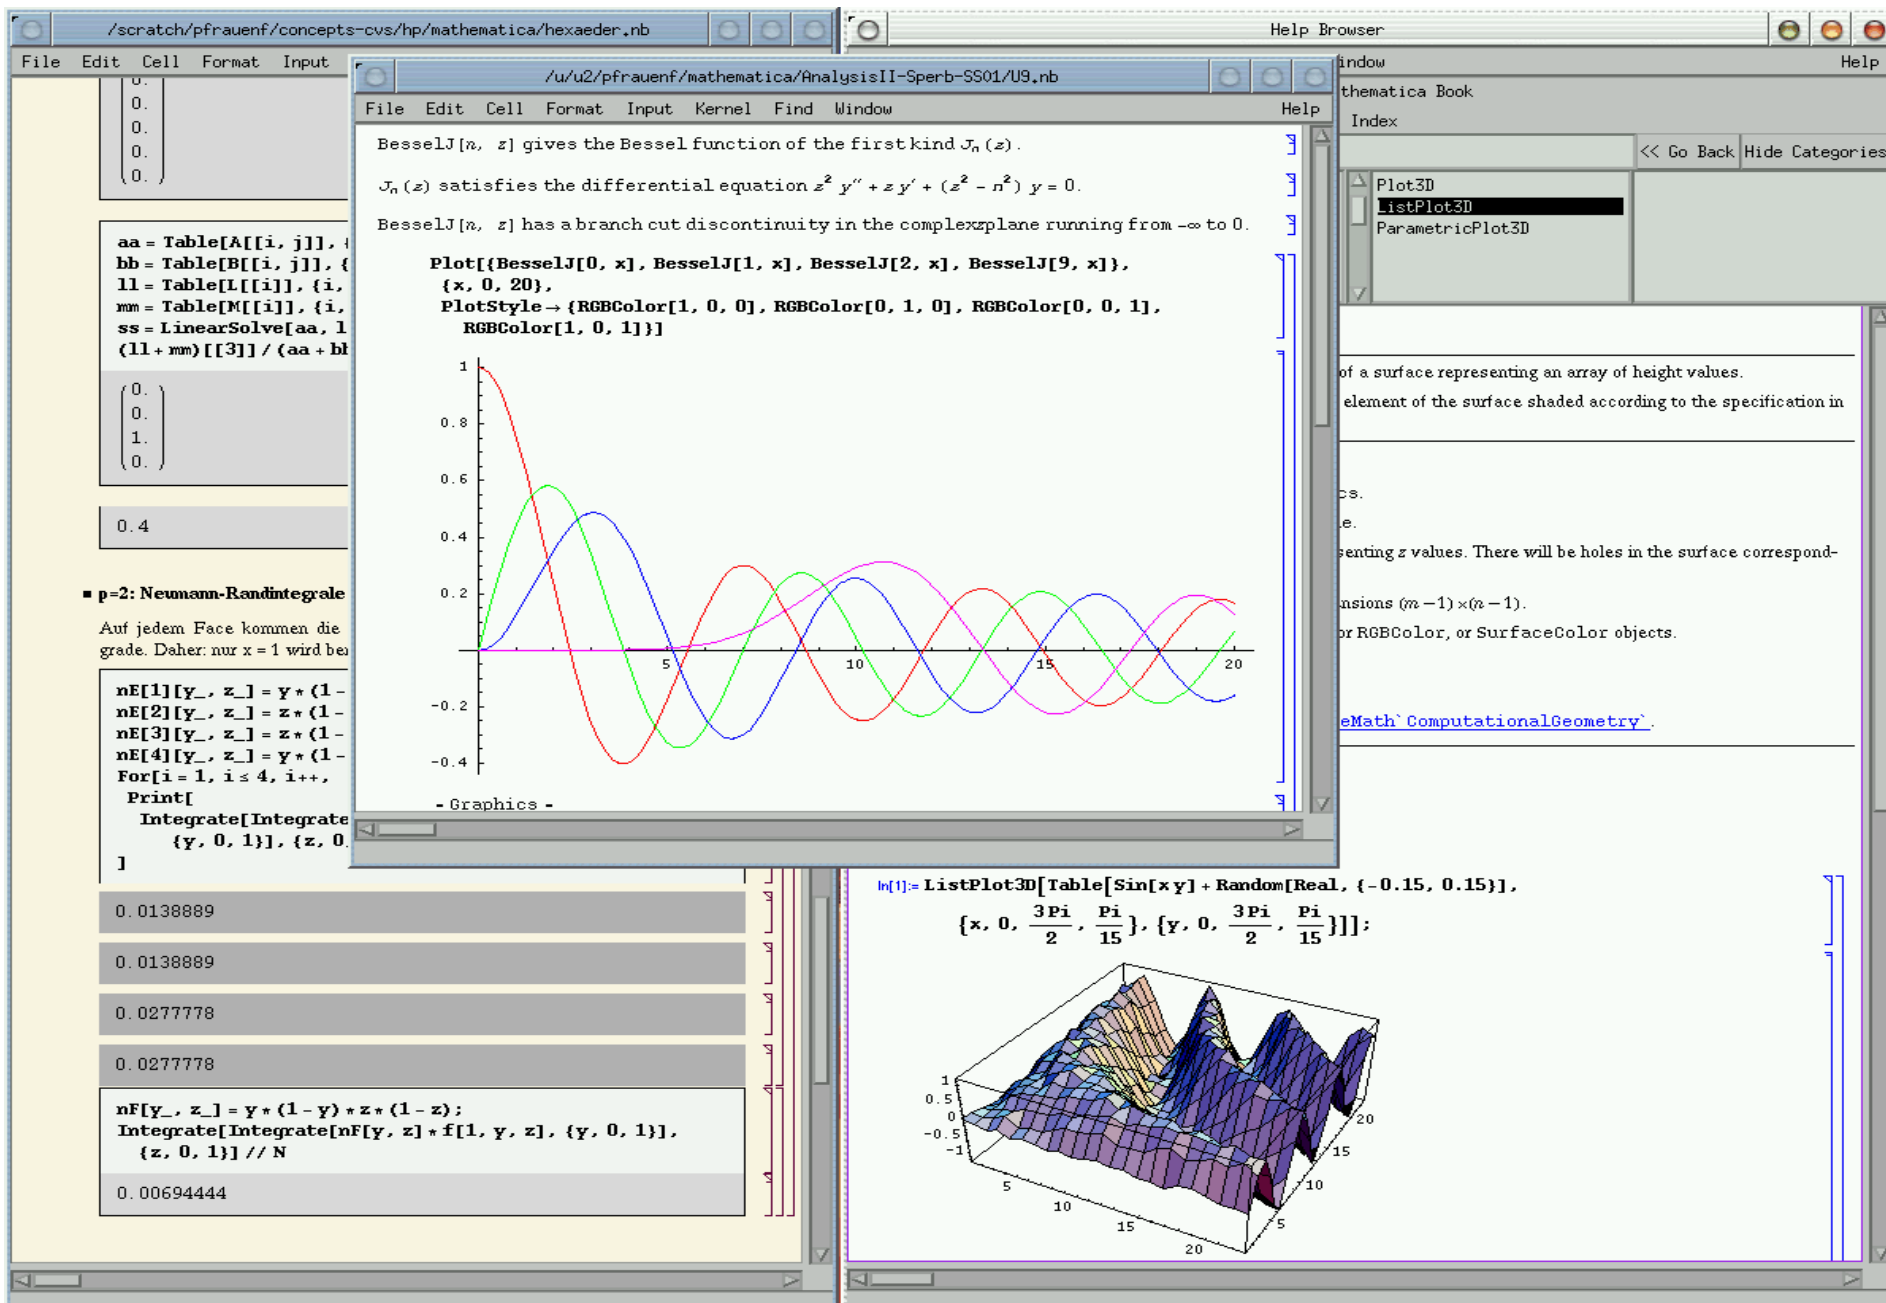 /scratch/pfrauenf/concepts-cvs/hp/mathematica/hexaeder.nb
File Edit Cell Format Input
0.
0.
0.
0.
0.
aa = Table[A[[i, j]], {
bb = Table[B[[i, j]], {
ll = Table[L[[i]], {i,
mm = Table[M[[i]], {i,
ss = LinearSolve[aa, l
(ll + mm)[[3]] / (aa + bb
0.
0.
1.
0.
0.4
p=2: Neumann-Randintegrale
Auf jedem Face kommen die
grade. Daher: nur x = 1 wird ber
nE[1][y_, z_] = y * (1 -
nE[2][y_, z_] = z * (1 -
nE[3][y_, z_] = z * (1 -
nE[4][y_, z_] = y * (1 -
For[i = 1, i ≤ 4, i++,
Print[
Integrate[Integrate
{y, 0, 1}], {z, 0,
]
0.0138889
0.0138889
0.0277778
0.0277778
nF[y_, z_] = y * (1 - y) * z * (1 - z);
Integrate[Integrate[nF[y, z] * f[1, y, z], {y, 0, 1}],
{z, 0, 1}] // N
0.00694444
/u/u2/pfrauenf/mathematica/AnalysisII-Sperb-SS01/U9.nb
File Edit Cell Format Input Kernel Find Window Help
BesselJ[n, z] gives the Bessel function of the first kind Jₙ(z).
Jₙ(z) satisfies the differential equation z² y″ + z y′ + (z² − n²) y = 0.
BesselJ[n, z] has a branch cut discontinuity in the complexzplane running from −∞ to 0.
Plot[{BesselJ[0, x], BesselJ[1, x], BesselJ[2, x], BesselJ[9, x]},
{x, 0, 20},
PlotStyle → {RGBColor[1, 0, 0], RGBColor[0, 1, 0], RGBColor[0, 0, 1],
RGBColor[1, 0, 1]}]
1
0.8
0.6
0.4
0.2
5 10 15 20
-0.2
-0.4
- Graphics -
Help Browser
indow Help
thematica Book
Index
<< Go Back Hide Categories
Plot3D
ListPlot3D
ParametricPlot3D
of a surface representing an array of height values.
element of the surface shaded according to the specification in
cs.
le.
senting z values. There will be holes in the surface correspond-
nsions (m − 1) ×(n − 1).
or RGBColor, or SurfaceColor objects.
eMath`ComputationalGeometry`.
In[1]:= ListPlot3D[Table[Sin[x y] + Random[Real, {-0.15, 0.15}],
{x, 0, 3 Pi/2, Pi/15}, {y, 0, 3 Pi/2, Pi/15}]];
1
0.5
0
-0.5
-1
5
10
15
20
5
10
15
20